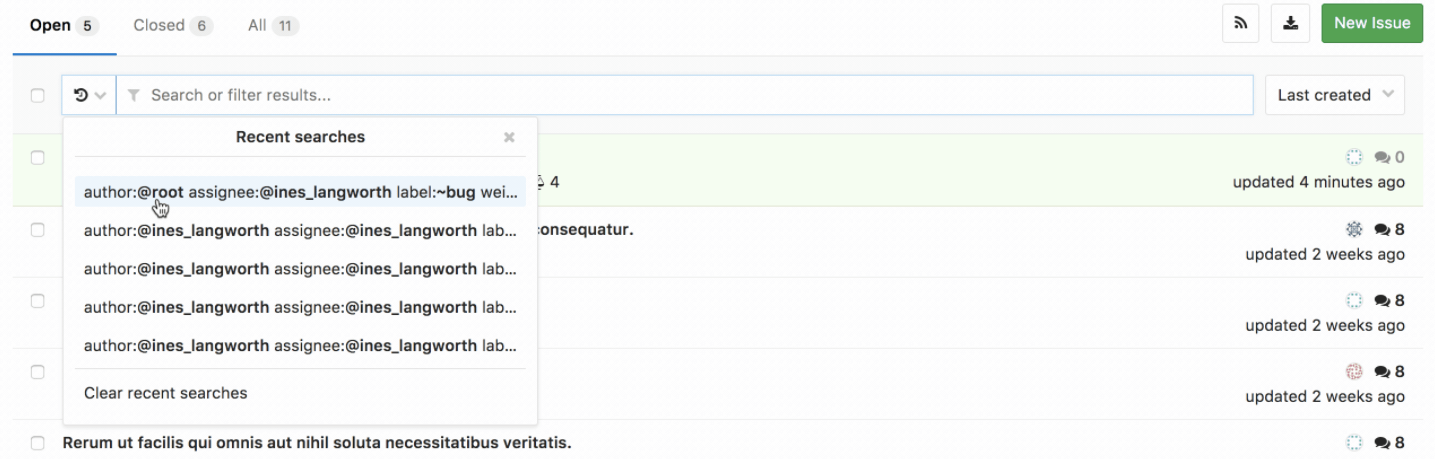 Open 5 Closed 6 All 11 New Issue
Search or filter results... Last created
Recent searches
0
author:@root assignee:@ines_langworth label:~bug wei...
4 updated 4 minutes ago
author:@ines_langworth assignee:@ines_langworth lab...
onsequatur. 8
updated 2 weeks ago
author:@ines_langworth assignee:@ines_langworth lab...
8
author:@ines_langworth assignee:@ines_langworth lab...
updated 2 weeks ago
author:@ines_langworth assignee:@ines_langworth lab...
8
Clear recent searches
updated 2 weeks ago
Rerum ut facilis qui omnis aut nihil soluta necessitatibus veritatis. 8